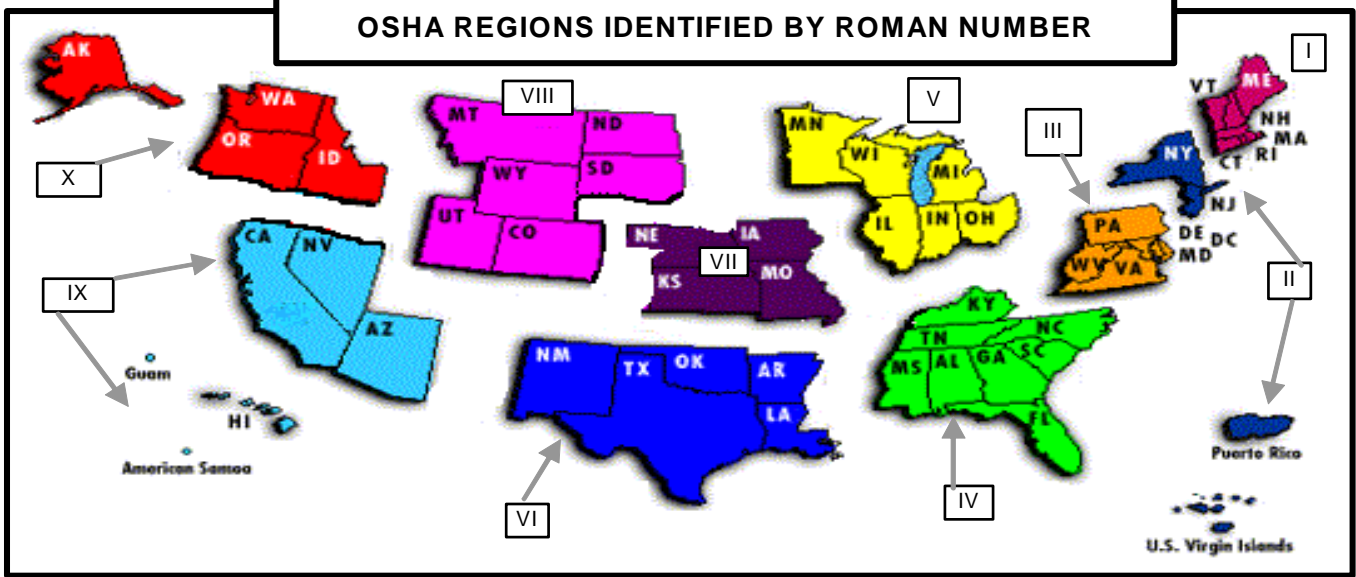 OSHA REGIONS IDENTIFIED BY ROMAN NUMBER
AK
WA
OR
ID
X
VIII
MT
ND
WY
SD
UT
CO
V
MN
WI
MI
IL
IN
OH
I
ME
VT
NH
MA
RI
CT
III
NY
NJ
PA
DE
DC
MD
WV
VA
II
CA
NV
AZ
IX
Guam
HI
American Samoa
NE
IA
VII
KS
MO
NM
TX
OK
AR
LA
VI
KY
TN
NC
MS
AL
GA
SC
FL
IV
Puerto Rico
U.S. Virgin Islands